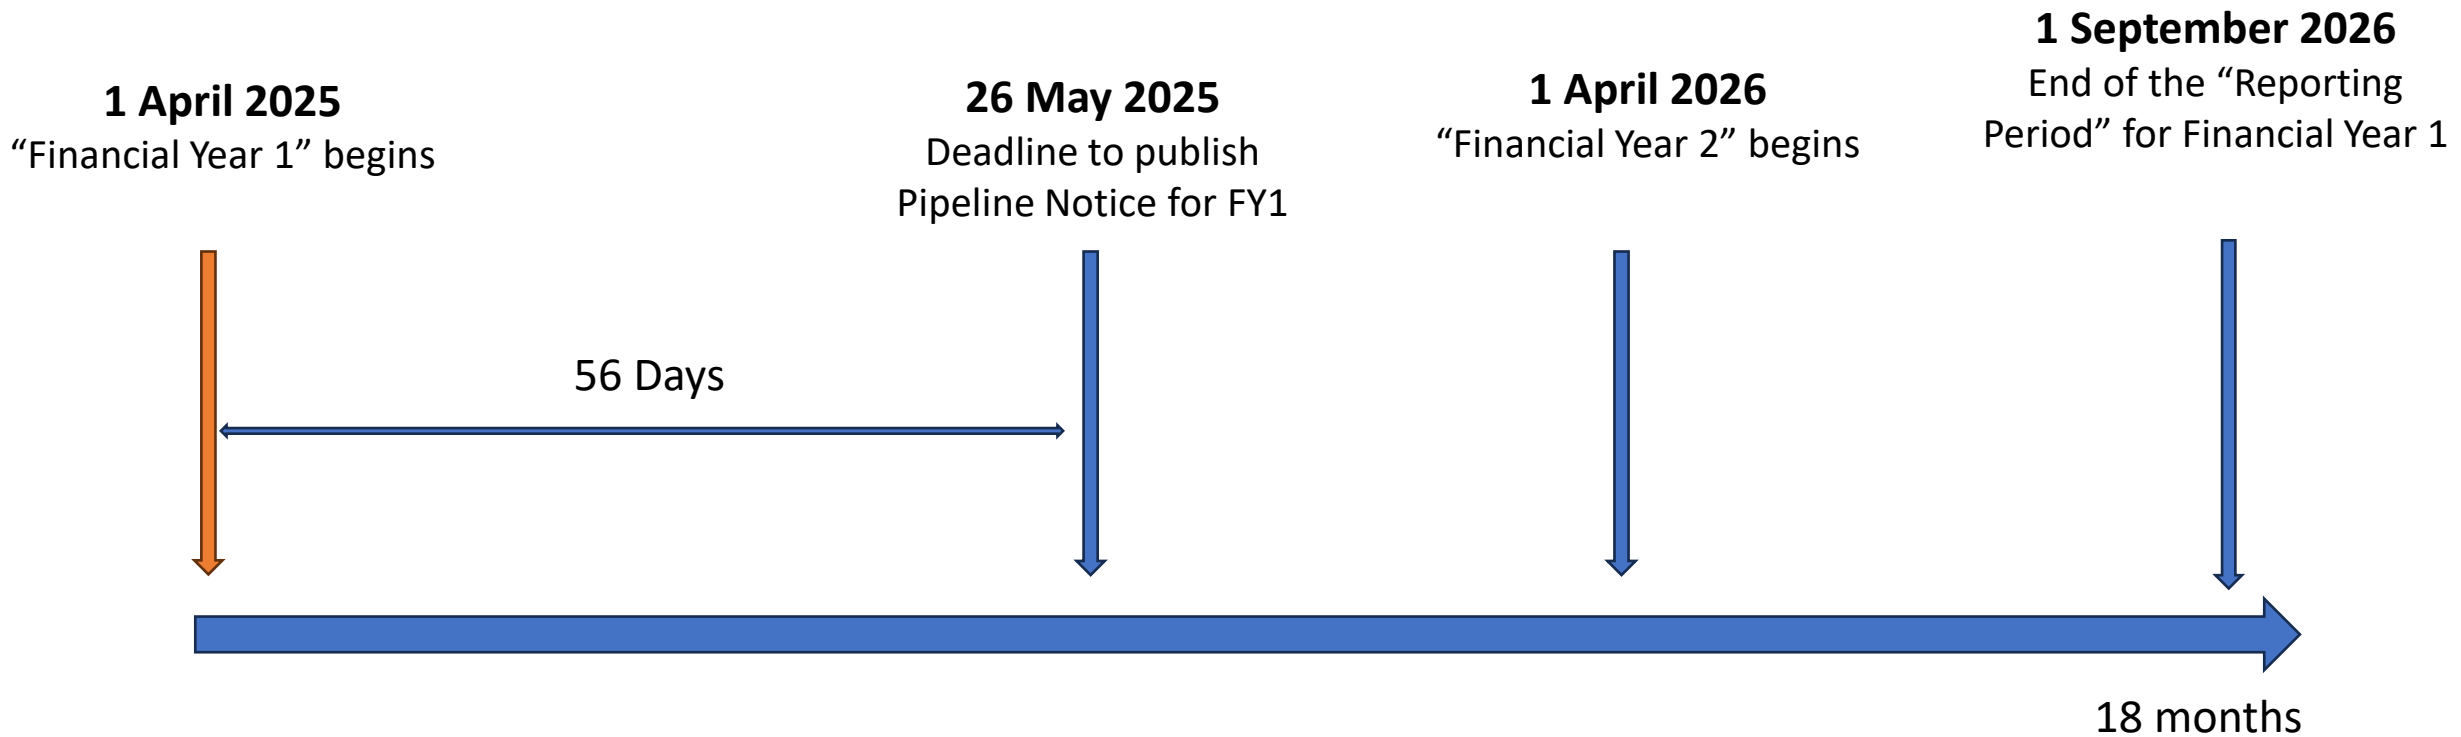 1 April 2025
“Financial Year 1” begins
26 May 2025
Deadline to publish
Pipeline Notice for FY1
1 April 2026
“Financial Year 2” begins
1 September 2026
End of the “Reporting
Period” for Financial Year 1
56 Days
18 months